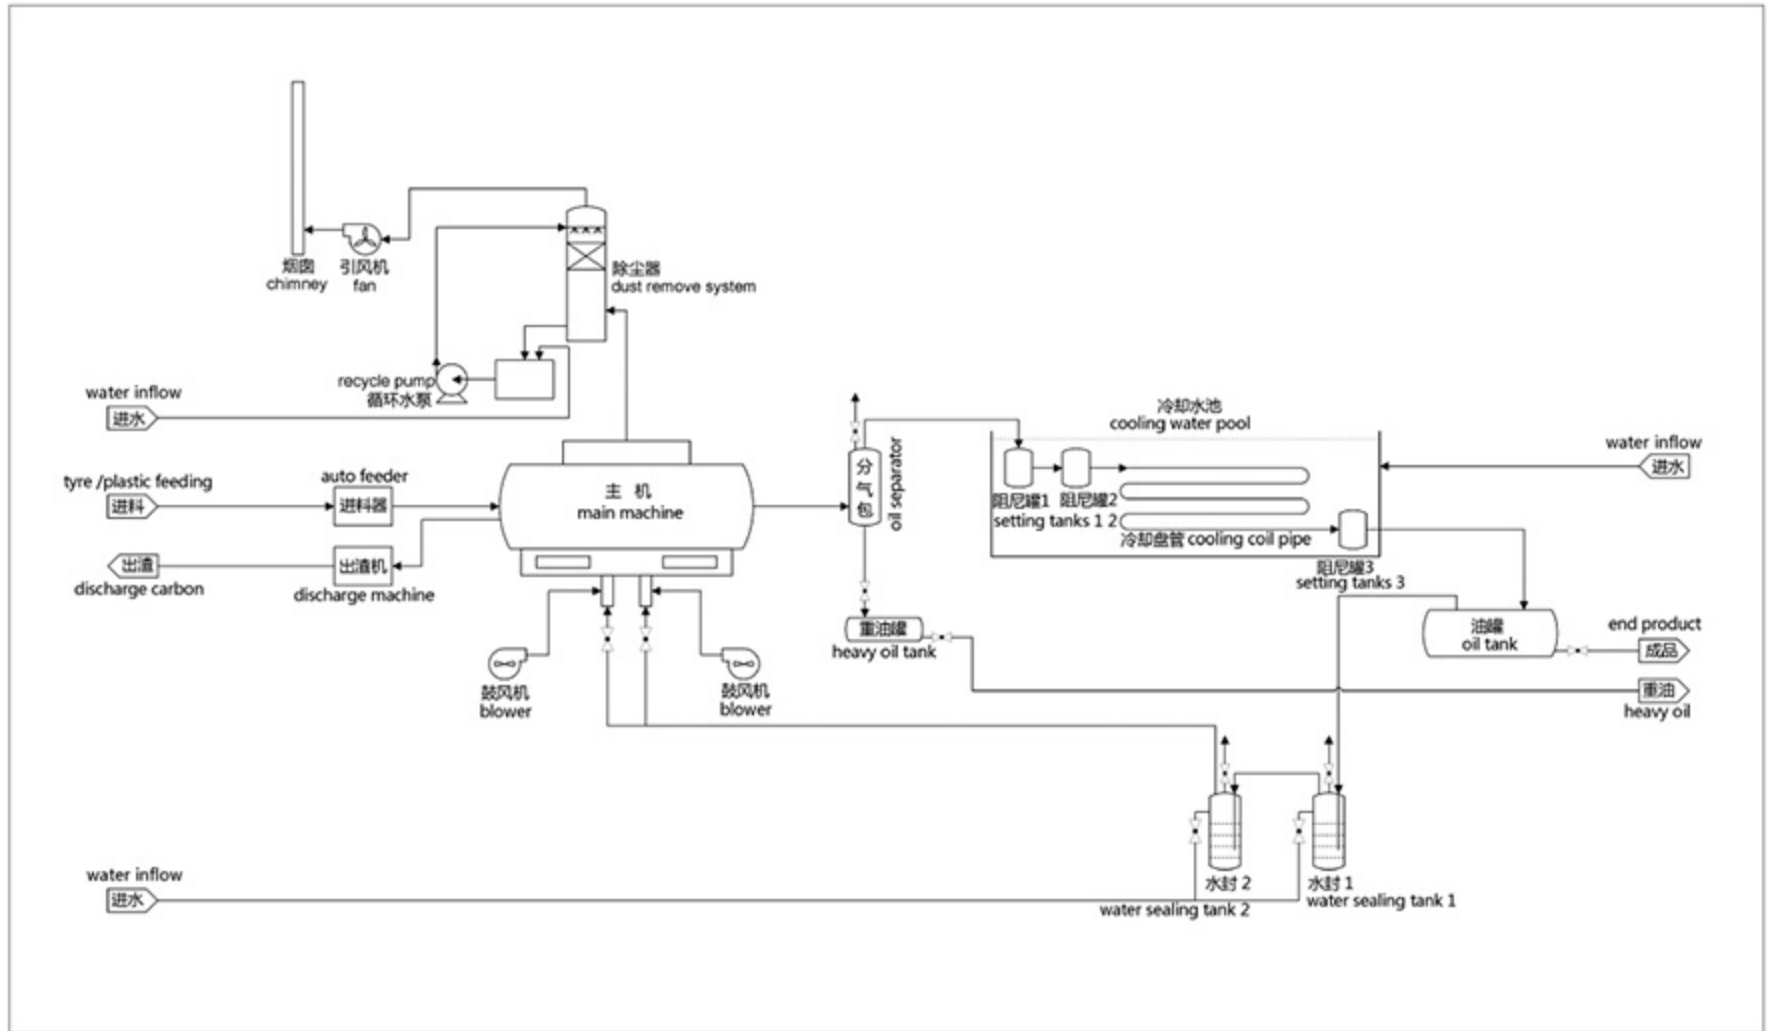 烟囱
chimney
引风机
fan
除尘器
dust remove system
recycle pump
循环水泵
water inflow
进水
tyre /plastic feeding
进料
auto feeder
进料器
主 机
main machine
出渣
discharge carbon
出渣机
discharge machine
鼓风机
blower
鼓风机
blower
分气包
oil separator
重油罐
heavy oil tank
冷却水池
cooling water pool
阻尼罐1
阻尼罐2
setting tanks 1 2
冷却盘管 cooling coil pipe
阻尼罐3
setting tanks 3
water inflow
进水
油罐
oil tank
end product
成品
重油
heavy oil
水封 2
water sealing tank 2
水封 1
water sealing tank 1
water inflow
进水